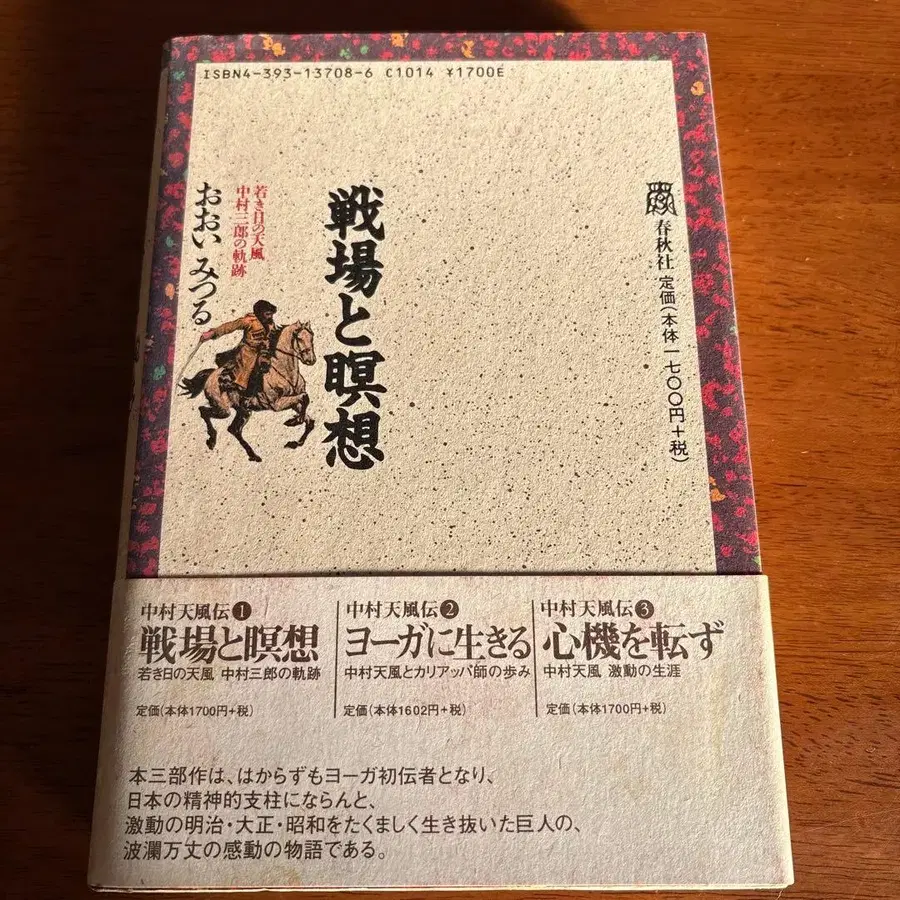 ISBN4-393-13708-6 C1014 ¥1700E
春秋社 定価(本体一七〇〇円+税)
戦場と瞑想
若き日の天風
中村三郎の軌跡
おおい みつる
中村天風伝❶
戦場と瞑想
若き日の天風 中村三郎の軌跡
定価(本体1700円+税)
中村天風伝❷
ヨーガに生きる
中村天風とカリアッパ師の歩み
定価(本体1602円+税)
中村天風伝❸
心機を転ず
中村天風 激動の生涯
定価(本体1700円+税)
本三部作は、はからずもヨーガ初伝者となり、
日本の精神的支柱にならんと、
激動の明治・大正・昭和をたくましく生き抜いた巨人の、
波瀾万丈の感動の物語である。